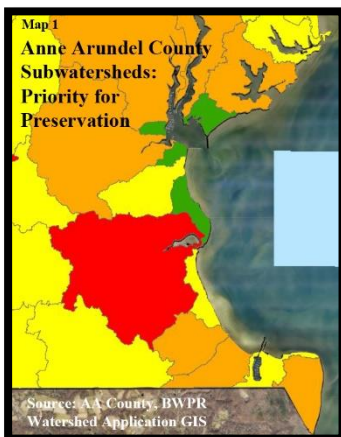 Map 1
Anne Arundel County
Subwatersheds:
Priority for
Preservation
Source: AA County, BWPR
Watershed Application GIS